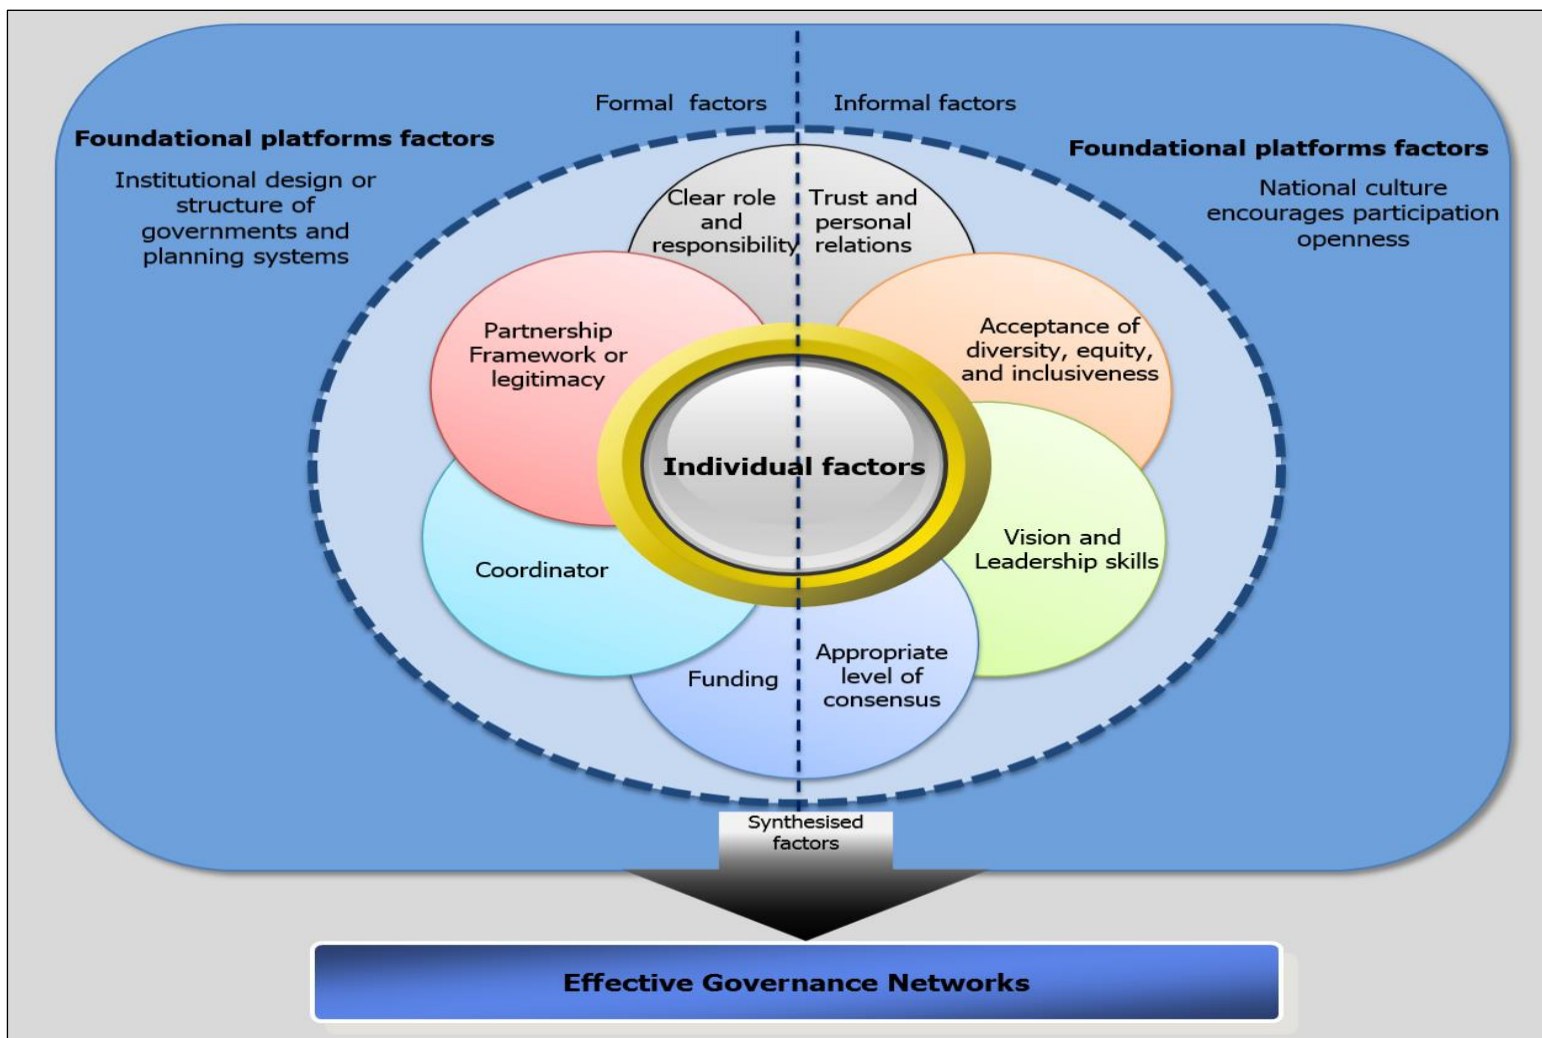 Formal factors
Informal factors
Foundational platforms factors
Institutional design or
structure of
governments and
planning systems
Foundational platforms factors
National culture
encourages participation
openness
Clear role
and
responsibility
Trust and
personal
relations
Partnership
Framework or
legitimacy
Acceptance of
diversity, equity,
and inclusiveness
Individual factors
Coordinator
Vision and
Leadership skills
Funding
Appropriate
level of
consensus
Synthesised
factors
Effective Governance Networks